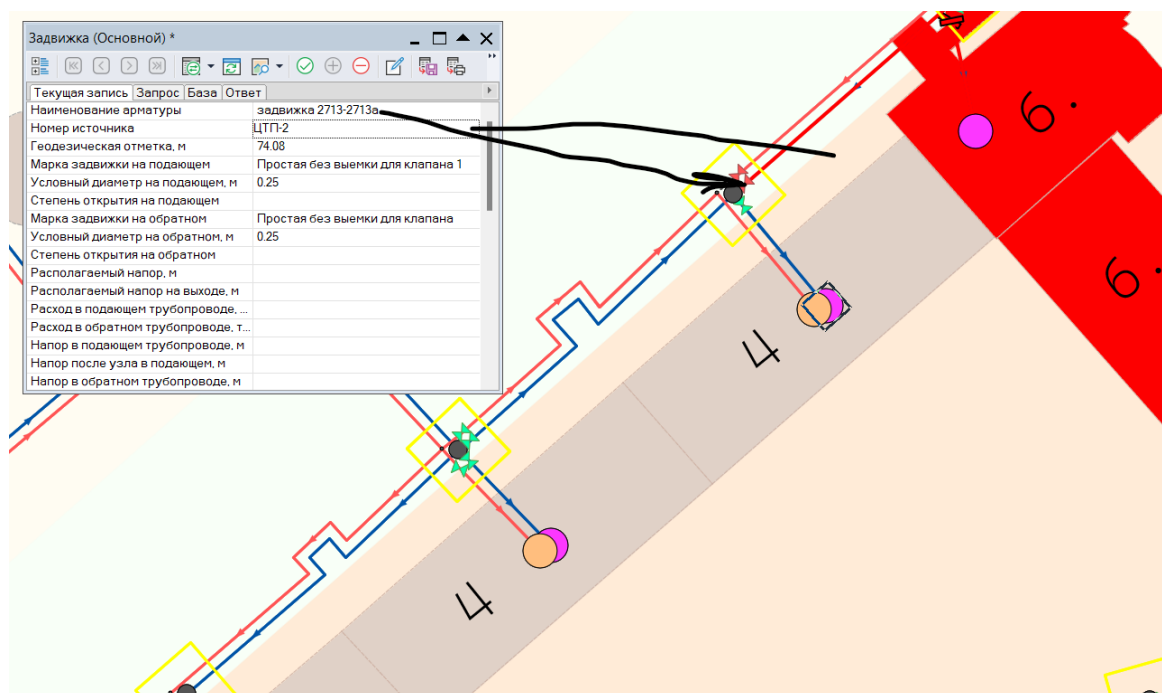 Задвижка (Основной) *
Текущая запись Запрос База Ответ
Наименование арматуры задвижка 2713-2713а
Номер источника ЦТП-2
Геодезическая отметка, м 74.08
Марка задвижки на подающем Простая без выемки для клапана 1
Условный диаметр на подающем, м 0.25
Степень открытия на подающем
Марка задвижки на обратном Простая без выемки для клапана
Условный диаметр на обратном, м 0.25
Степень открытия на обратном
Располагаемый напор, м
Располагаемый напор на выходе, м
Расход в подающем трубопроводе, ...
Расход в обратном трубопроводе, т...
Напор в подающем трубопроводе, м
Напор после узла в подающем, м
Напор в обратном трубопроводе, м
6.
6.
4
4